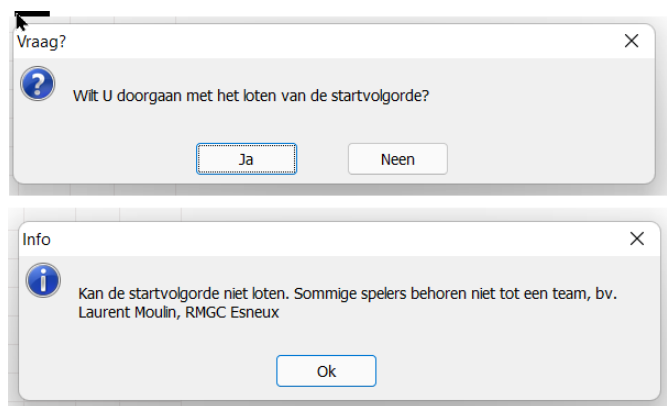 Vraag?
Wilt U doorgaan met het loten van de startvolgorde?
Ja Neen
Info
Kan de startvolgorde niet loten. Sommige spelers behoren niet tot een team, bv.
Laurent Moulin, RMGC Esneux
Ok